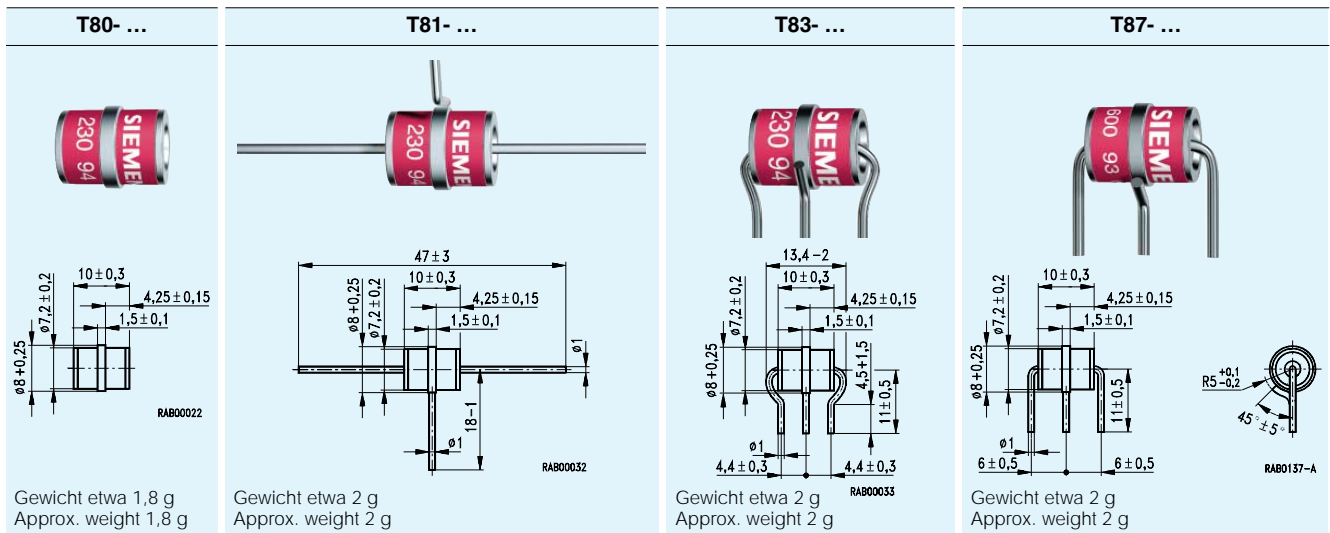 T80- ...
T81- ...
T83- ...
T87- ...
SIEME
230 94
SIEMEN
230 94
SIEME
230 94
SIEME
600 93
10±0,3
4,25±0,15
1,5±0,1
ø7,2±0,2
ø8+0,25
RAB00022
Gewicht etwa 1,8 g
Approx. weight 1,8 g
47±3
10±0,3
4,25±0,15
1,5±0,1
ø8+0,25
ø7,2±0,2
ø1
18-1
ø1
RAB00032
Gewicht etwa 2 g
Approx. weight 2 g
13,4-2
10±0,3
4,25±0,15
1,5±0,1
ø7,2±0,2
ø8+0,25
4,5±1,5
11±0,5
ø1
4,4±0,3
4,4±0,3
RAB00033
Gewicht etwa 2 g
Approx. weight 2 g
10±0,3
4,25±0,15
1,5±0,1
ø7,2±0,2
ø8+0,25
11±0,5
ø1
6±0,5
6±0,5
R5 +0,1 -0,2
45°±5°
RAB0137-A
Gewicht etwa 2 g
Approx. weight 2 g